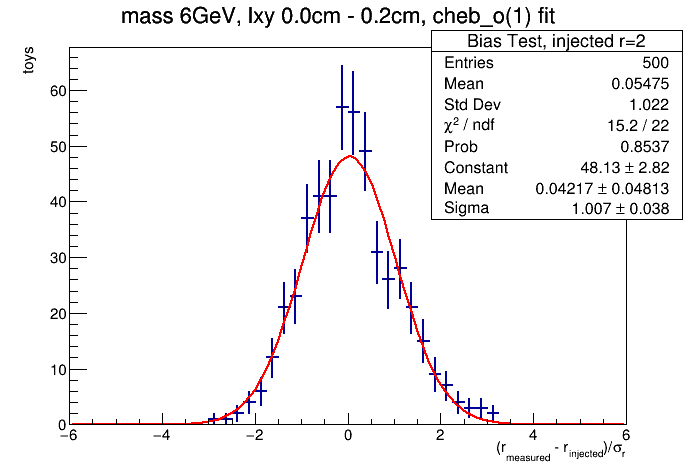 mass 6GeV, lxy 0.0cm - 0.2cm, cheb_o(1) fit
Bias Test, injected r=2
Entries 500
Mean 0.05475
Std Dev 1.022
χ² / ndf 15.2 / 22
Prob 0.8537
Constant 48.13 ± 2.82
Mean 0.04217 ± 0.04813
Sigma 1.007 ± 0.038
toys
60
50
40
30
20
10
0
−6 −4 −2 0 2 4 6
(r_measured - r_injected)/σ_r